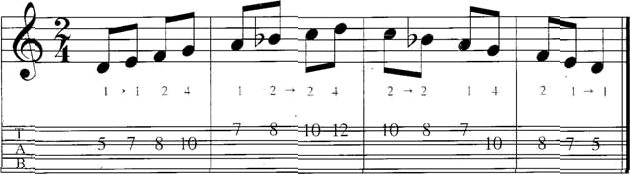 2
4
1 › 1 2 4 1 2 → 2 4 2 → 2 1 4 2 1 → 1
T 7 8 10 12 10 8 7
A 5 7 8 10 10 8 7 5
B